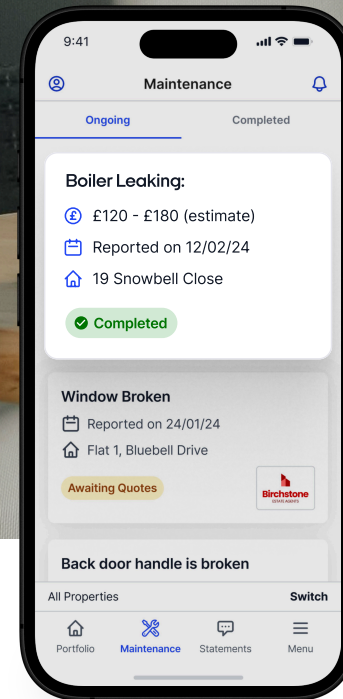 9:41
Maintenance
Ongoing Completed
Boiler Leaking:
£120 - £180 (estimate)
Reported on 12/02/24
19 Snowbell Close
Completed
Window Broken
Reported on 24/01/24
Flat 1, Bluebell Drive
Awaiting Quotes
Birchstone
ESTATE AGENTS
Back door handle is broken
All Properties Switch
Portfolio Maintenance Statements Menu